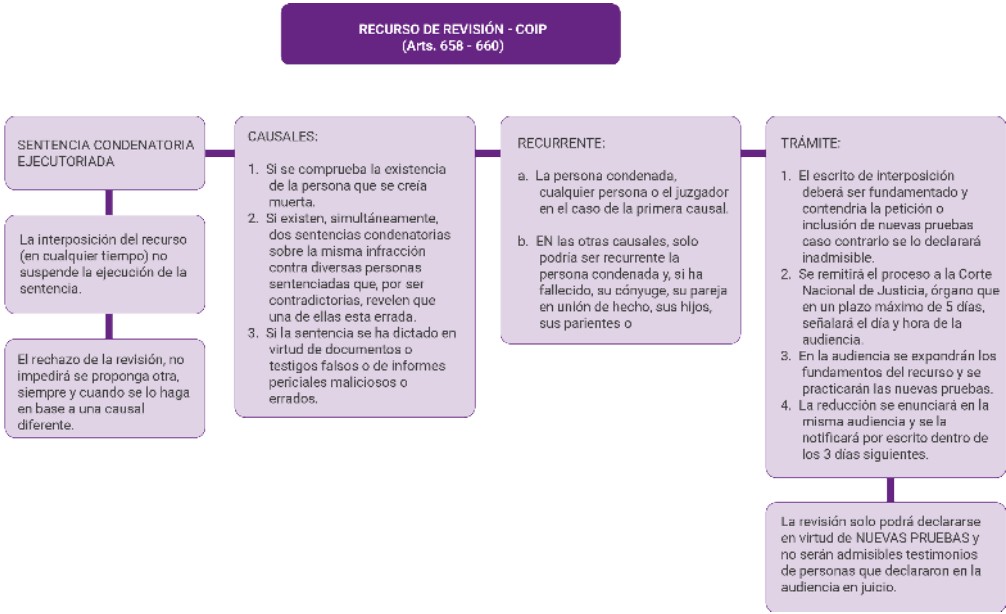 RECURSO DE REVISIÓN - COIP
(Arts. 658 - 660)
SENTENCIA CONDENATORIA
EJECUTORIADA
La interposición del recurso
(en cualquier tiempo) no
suspende la ejecución de la
sentencia.
El rechazo de la revisión, no
impedirá se proponga otra,
siempre y cuando se lo haga
en base a una causal
diferente.
CAUSALES:
1. Si se comprueba la existencia
de la persona que se creía
muerta.
2. Si existen, simultáneamente,
dos sentencias condenatorias
sobre la misma infracción
contra diversas personas
sentenciadas que, por ser
contradictorias, revelen que
una de ellas esta errada.
3. Si la sentencia se ha dictado en
virtud de documentos o
testigos falsos o de informes
periciales maliciosos o
errados.
RECURRENTE:
a. La persona condenada,
cualquier persona o el juzgador
en el caso de la primera causal.
b. EN las otras causales, solo
podría ser recurrente la
persona condenada y, si ha
fallecido, su cónyuge, su pareja
en unión de hecho, sus hijos,
sus parientes o
TRÁMITE:
1. El escrito de interposición
deberá ser fundamentado y
contendría la petición o
inclusión de nuevas pruebas
caso contrario se lo declarará
inadmisible.
2. Se remitirá el proceso a la Corte
Nacional de Justicia, órgano que
en un plazo máximo de 5 días,
señalará el día y hora de la
audiencia.
3. En la audiencia se expondrán los
fundamentos del recurso y se
practicarán las nuevas pruebas.
4. La reducción se enunciará en la
misma audiencia y se la
notificará por escrito dentro de
los 3 días siguientes.
La revisión solo podrá declararse
en virtud de NUEVAS PRUEBAS y
no serán admisibles testimonios
de personas que declararon en la
audiencia en juicio.